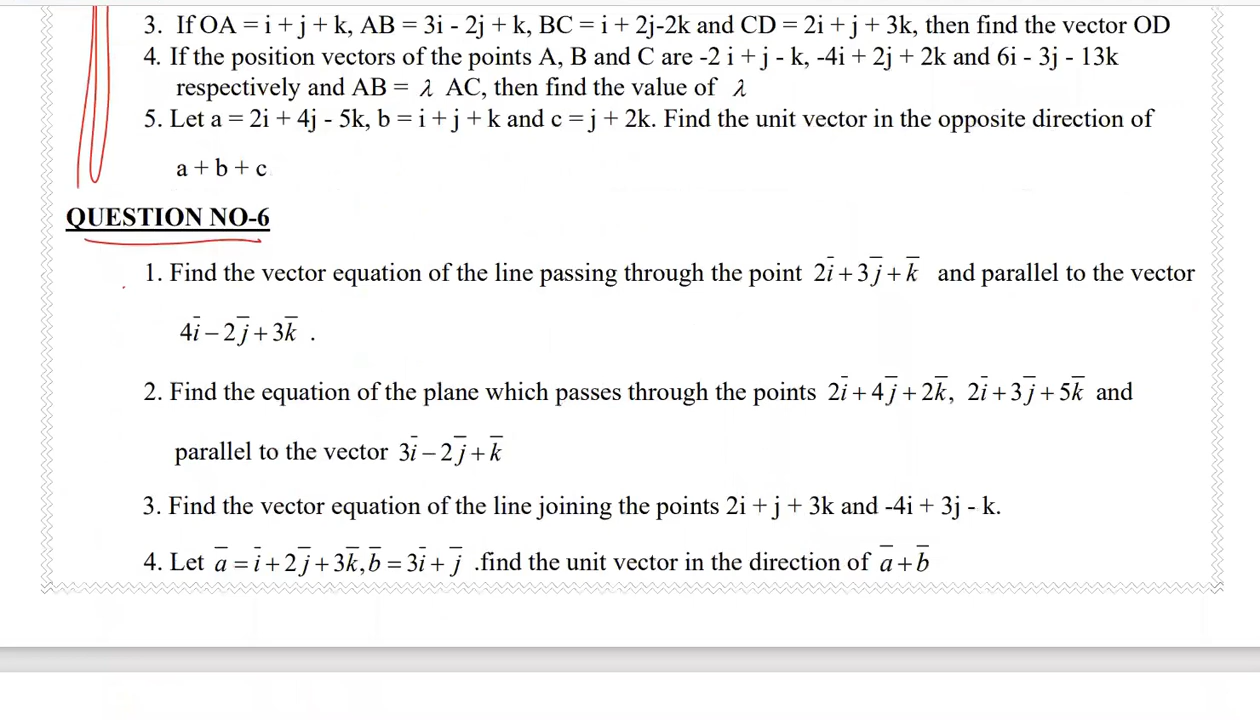 3. If OA = i + j + k, AB = 3i - 2j + k, BC = i + 2j-2k and CD = 2i + j + 3k, then find the vector OD
4. If the position vectors of the points A, B and C are -2 i + j - k, -4i + 2j + 2k and 6i - 3j - 13k
respectively and AB = λ AC, then find the value of λ
5. Let a = 2i + 4j - 5k, b = i + j + k and c = j + 2k. Find the unit vector in the opposite direction of
a + b + c
QUESTION NO-6
1. Find the vector equation of the line passing through the point 2i̅ + 3j̅ + k̅ and parallel to the vector
4i̅ − 2j̅ + 3k̅ .
2. Find the equation of the plane which passes through the points 2i̅ + 4j̅ + 2k̅, 2i̅ + 3j̅ + 5k̅ and
parallel to the vector 3i̅ − 2j̅ + k̅
3. Find the vector equation of the line joining the points 2i + j + 3k and -4i + 3j - k.
4. Let a̅ = i̅ + 2j̅ + 3k̅, b̅ = 3i̅ + j̅ .find the unit vector in the direction of a̅ + b̅